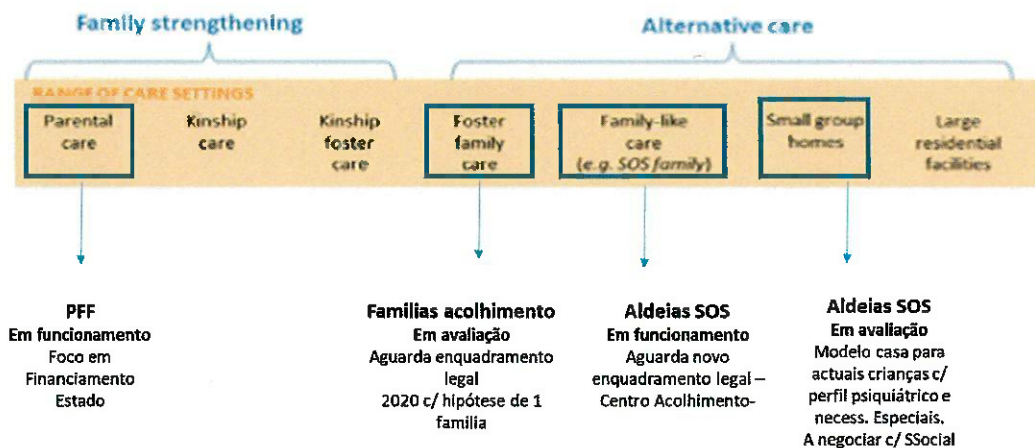 Family strengthening
Alternative care
RANGE OF CARE SETTINGS
Parental
care
Kinship
care
Kinship
foster
care
Foster
family
care
Family-like
care
(e.g. SOS family)
Small group
homes
Large
residential
facilities
PFF
Em funcionamento
Foco em
Financiamento
Estado
Famílias acolhimento
Em avaliação
Aguarda enquadramento
legal
2020 c/ hipótese de 1
família
Aldeias SOS
Em funcionamento
Aguarda novo
enquadramento legal –
Centro Acolhimento-
Aldeias SOS
Em avaliação
Modelo casa para
actuais crianças c/
perfil psiquiátrico e
necess. Especiais.
A negociar c/ SSocial